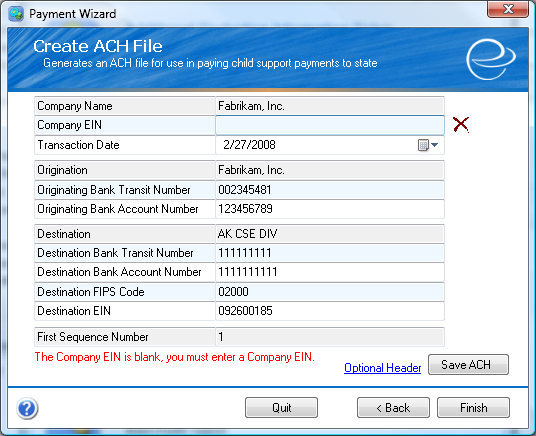 Payment Wizard
Create ACH File
Generates an ACH file for use in paying child support payments to state
Company Name Fabrikam, Inc.
Company EIN
Transaction Date 2/27/2008
Origination Fabrikam, Inc.
Originating Bank Transit Number 002345481
Originating Bank Account Number 123456789
Destination AK CSE DIV
Destination Bank Transit Number 111111111
Destination Bank Account Number 1111111111
Destination FIPS Code 02000
Destination EIN 092600185
First Sequence Number 1
The Company EIN is blank, you must enter a Company EIN.
Optional Header Save ACH
Quit < Back Finish